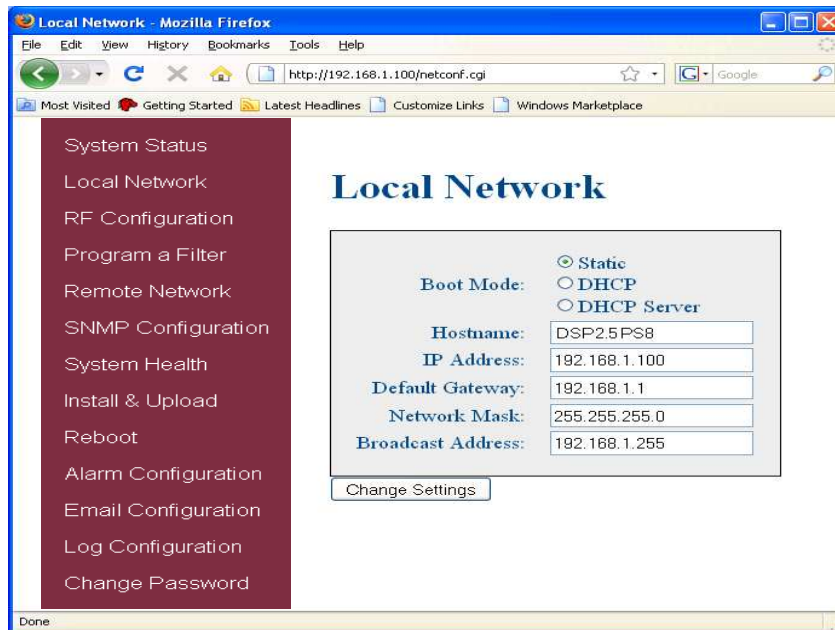 Local Network - Mozilla Firefox
File Edit View History Bookmarks Tools Help
http://192.168.1.100/netconf.cgi
G Google
Most Visited Getting Started Latest Headlines Customize Links Windows Marketplace
System Status
Local Network
RF Configuration
Program a Filter
Remote Network
SNMP Configuration
System Health
Install & Upload
Reboot
Alarm Configuration
Email Configuration
Log Configuration
Change Password
Local Network
Boot Mode:
Static
DHCP
DHCP Server
Hostname: DSP2.5PS8
IP Address: 192.168.1.100
Default Gateway: 192.168.1.1
Network Mask: 255.255.255.0
Broadcast Address: 192.168.1.255
Change Settings
Done